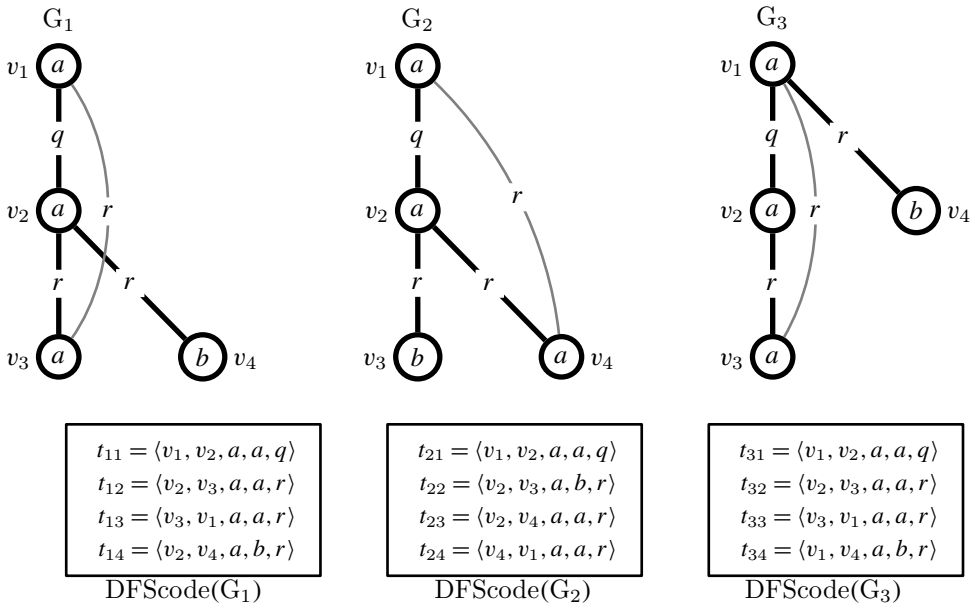 G₁ G₂ G₃
v₁ a v₁ a v₁ a
q q q r
v₂ a r v₂ a r v₂ a r b v₄
r r r r r
v₃ a b v₄ v₃ b a v₄ v₃ a
t₁₁ = ⟨v₁, v₂, a, a, q⟩
t₁₂ = ⟨v₂, v₃, a, a, r⟩
t₁₃ = ⟨v₃, v₁, a, a, r⟩
t₁₄ = ⟨v₂, v₄, a, b, r⟩
DFScode(G₁)
t₂₁ = ⟨v₁, v₂, a, a, q⟩
t₂₂ = ⟨v₂, v₃, a, b, r⟩
t₂₃ = ⟨v₂, v₄, a, a, r⟩
t₂₄ = ⟨v₄, v₁, a, a, r⟩
DFScode(G₂)
t₃₁ = ⟨v₁, v₂, a, a, q⟩
t₃₂ = ⟨v₂, v₃, a, a, r⟩
t₃₃ = ⟨v₃, v₁, a, a, r⟩
t₃₄ = ⟨v₁, v₄, a, b, r⟩
DFScode(G₃)